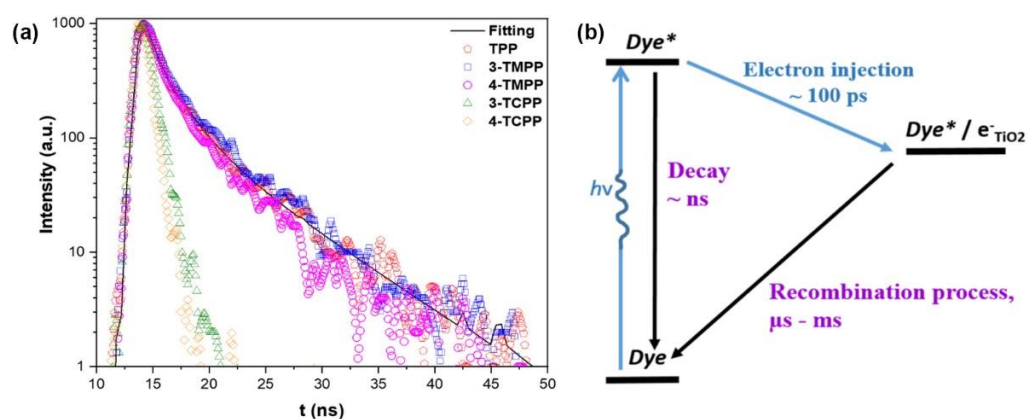 (a)
1000
100
10
1
Intensity (a.u.)
10 15 20 25 30 35 40 45 50
t (ns)
Fitting
TPP
3-TMPP
4-TMPP
3-TCPP
4-TCPP
(b)
Dye*
Electron injection
~ 100 ps
Dye* / e⁻TiO2
Decay
~ ns
hν
Recombination process,
µs - ms
Dye